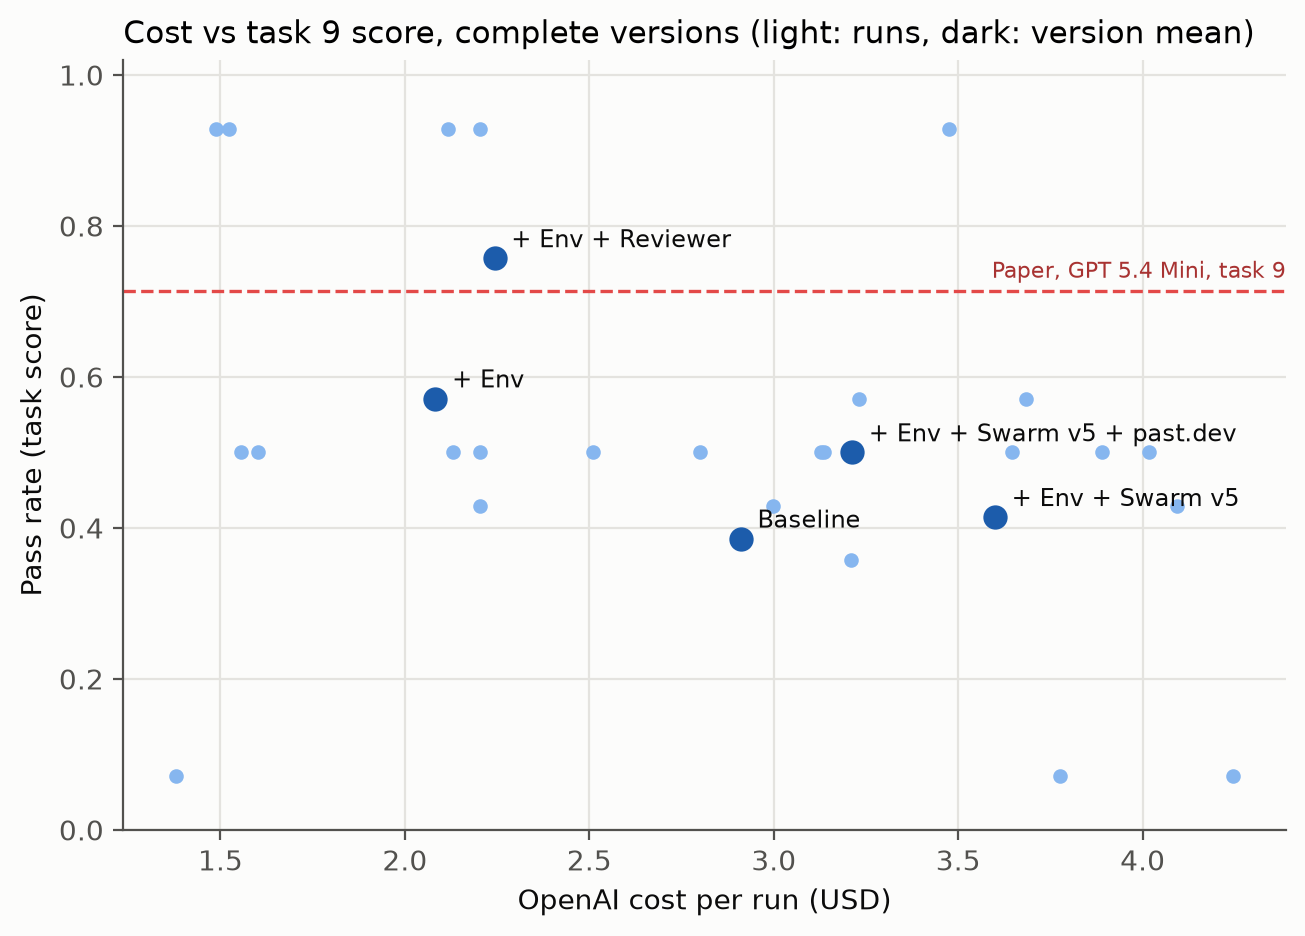 Cost vs task 9 score, complete versions (light: runs, dark: version mean)
1.0
0.8
0.6
0.4
0.2
0.0
Pass rate (task score)
+ Env + Reviewer
Paper, GPT 5.4 Mini, task 9
+ Env
+ Env + Swarm v5 + past.dev
+ Env + Swarm v5
Baseline
1.5 2.0 2.5 3.0 3.5 4.0
OpenAI cost per run (USD)